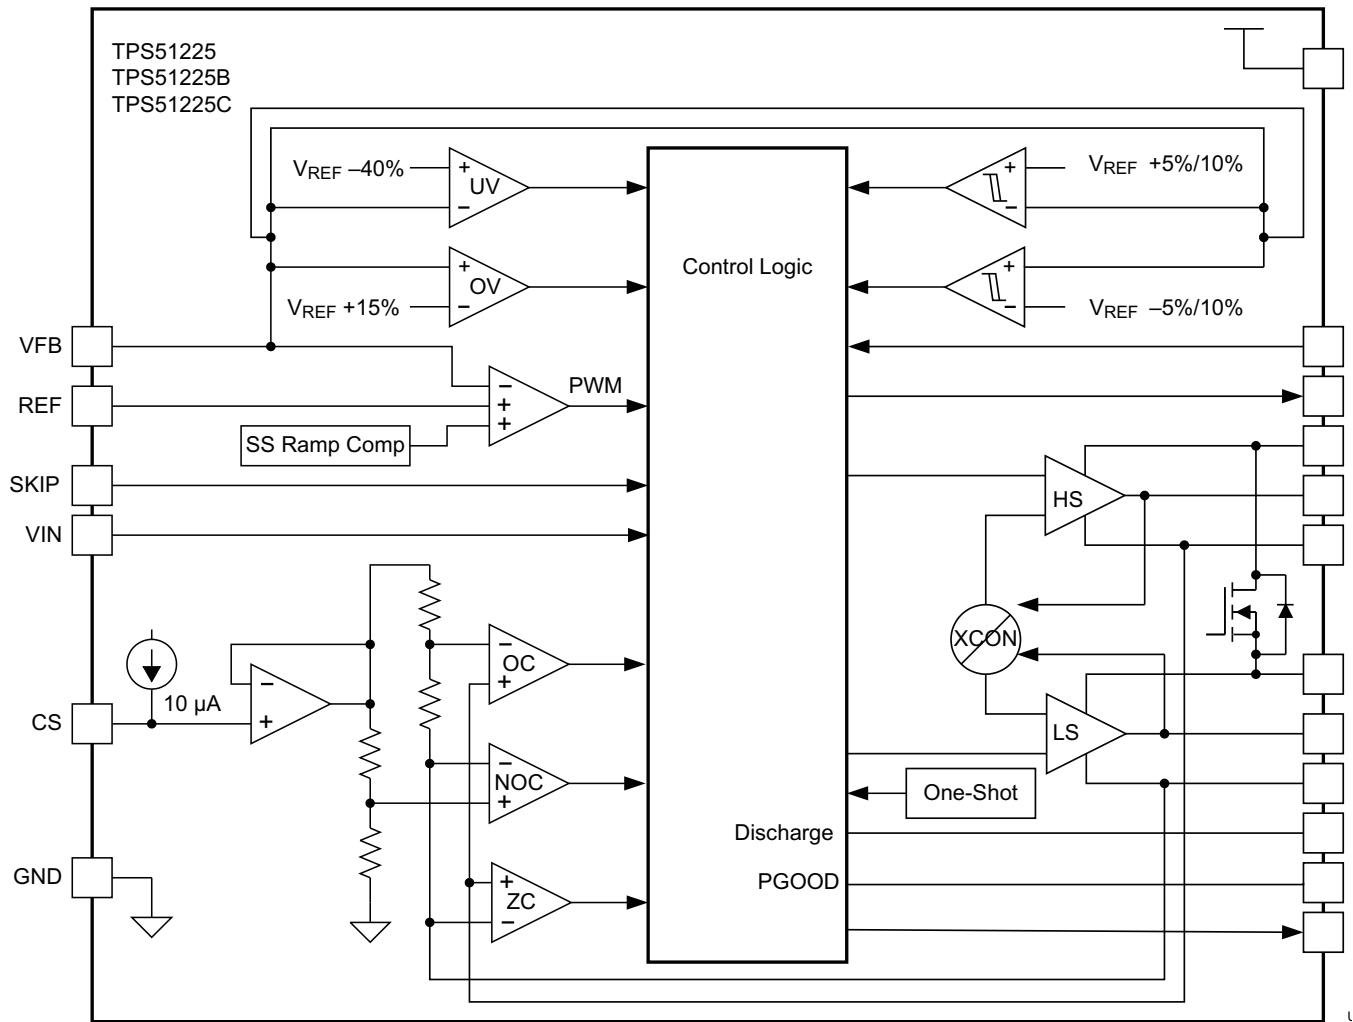 TPS51225
TPS51225B
TPS51225C
VREF –40%
+
UV
–
+
OV
–
VREF +15%
Control Logic
+
–
VREF +5%/10%
+
–
VREF –5%/10%
VFB
REF
SKIP
VIN
CS
GND
–
+
+
PWM
SS Ramp Comp
HS
XCON
LS
10 µA
–
+
–
OC
+
–
NOC
+
+
ZC
–
One-Shot
Discharge
PGOOD